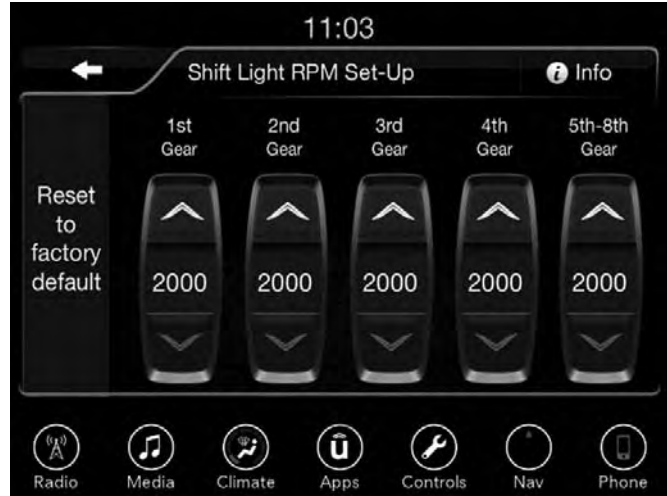 11:03
Shift Light RPM Set-Up
Info
1st
Gear
2nd
Gear
3rd
Gear
4th
Gear
5th-8th
Gear
Reset
to
factory
default
2000
2000
2000
2000
2000
Radio
Media
Climate
Apps
Controls
Nav
Phone